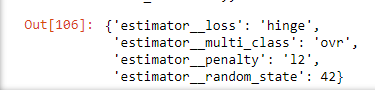 Out[106]: {'estimator__loss': 'hinge',
'estimator__multi_class': 'ovr',
'estimator__penalty': 'l2',
'estimator__random_state': 42}